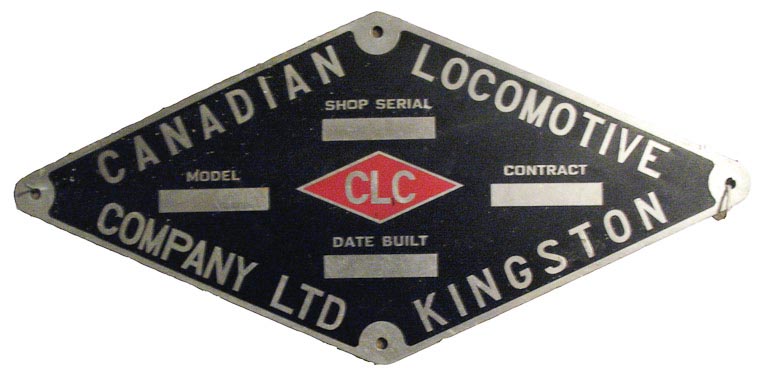 CANADIAN
LOCOMOTIVE
SHOP SERIAL
MODEL
CLC
CONTRACT
DATE BUILT
COMPANY LTD
KINGSTON